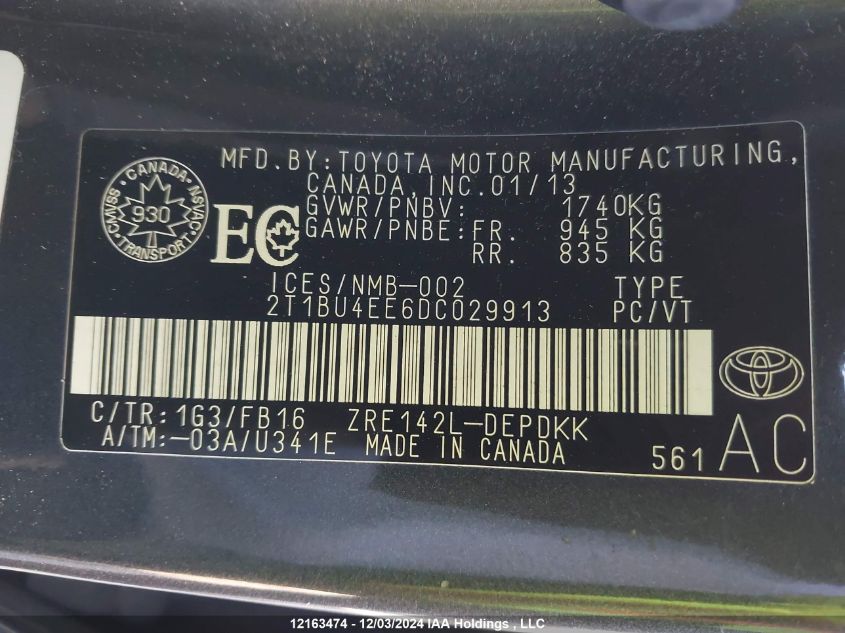 MFD.BY:TOYOTA MOTOR MANUFACTURING,
CANADA,INC.01/13
GVWR/PNBV: 1740KG
GAWR/PNBE:FR. 945 KG
RR. 835 KG
CMVSS · CANADA · NSVAC · TRANSPORT
930
EC
ICES/NMB-002 TYPE
2T1BU4EE6DC029913 PC/VT
TOYOTA
C/TR:1G3/FB16 ZRE142L-DEPDKK
A/TM:-03A/U341E MADE IN CANADA 561 AC
12163474 - 12/03/2024 IAA Holdings , LLC